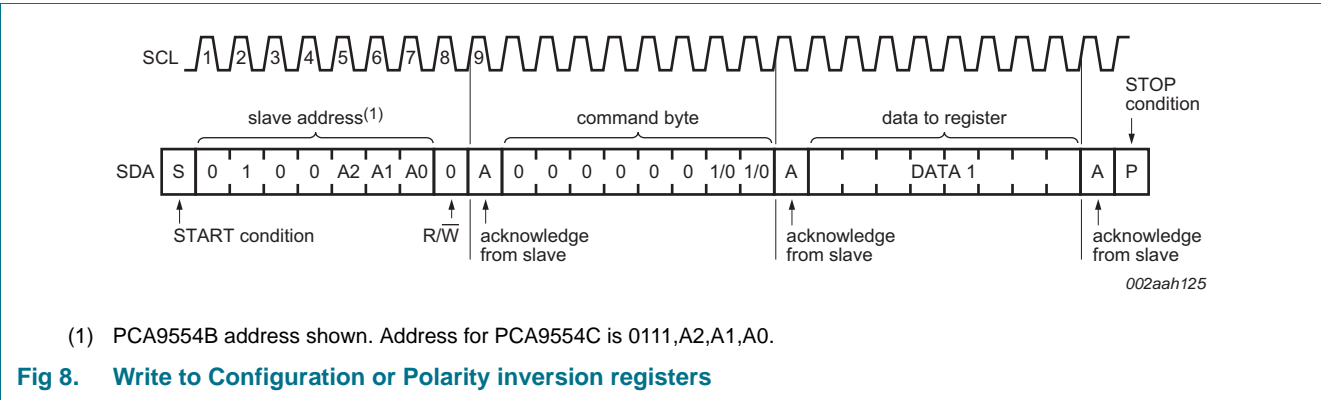 SCL 1 2 3 4 5 6 7 8 9
STOP
condition
slave address(1) command byte data to register
SDA S 0 1 0 0 A2 A1 A0 0 A 0 0 0 0 0 0 1/0 1/0 A DATA 1 A P
START condition R/W̅ acknowledge from slave acknowledge from slave acknowledge from slave
002aah125
(1) PCA9554B address shown. Address for PCA9554C is 0111,A2,A1,A0.
Fig 8. Write to Configuration or Polarity inversion registers